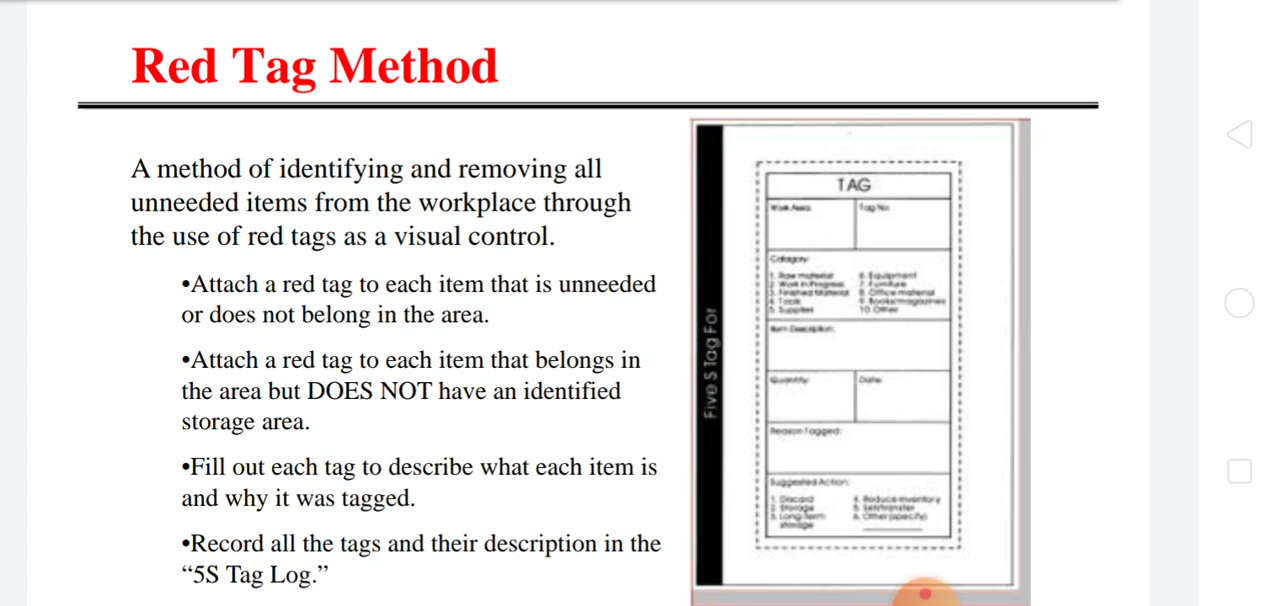 Red Tag Method
A method of identifying and removing all
unneeded items from the workplace through
the use of red tags as a visual control.
•Attach a red tag to each item that is unneeded
or does not belong in the area.
•Attach a red tag to each item that belongs in
the area but DOES NOT have an identified
storage area.
•Fill out each tag to describe what each item is
and why it was tagged.
•Record all the tags and their description in the
“5S Tag Log.”
Five S Tag For
TAG
Work Area Tag No.
Category:
1. Raw material 6. Equipment
2. Work In Progress 7. Furniture
3. Finished Material 8. Office material
4. Tools 9. Books/magazines
5. Supplies 10. Other
Item Description:
Quantity: Date:
Reason Tagged:
Suggested Action:
1. Discard 4. Reduce inventory
2. Storage 5. Sell/transfer
3. Long Term 6. Other (specify)
storage